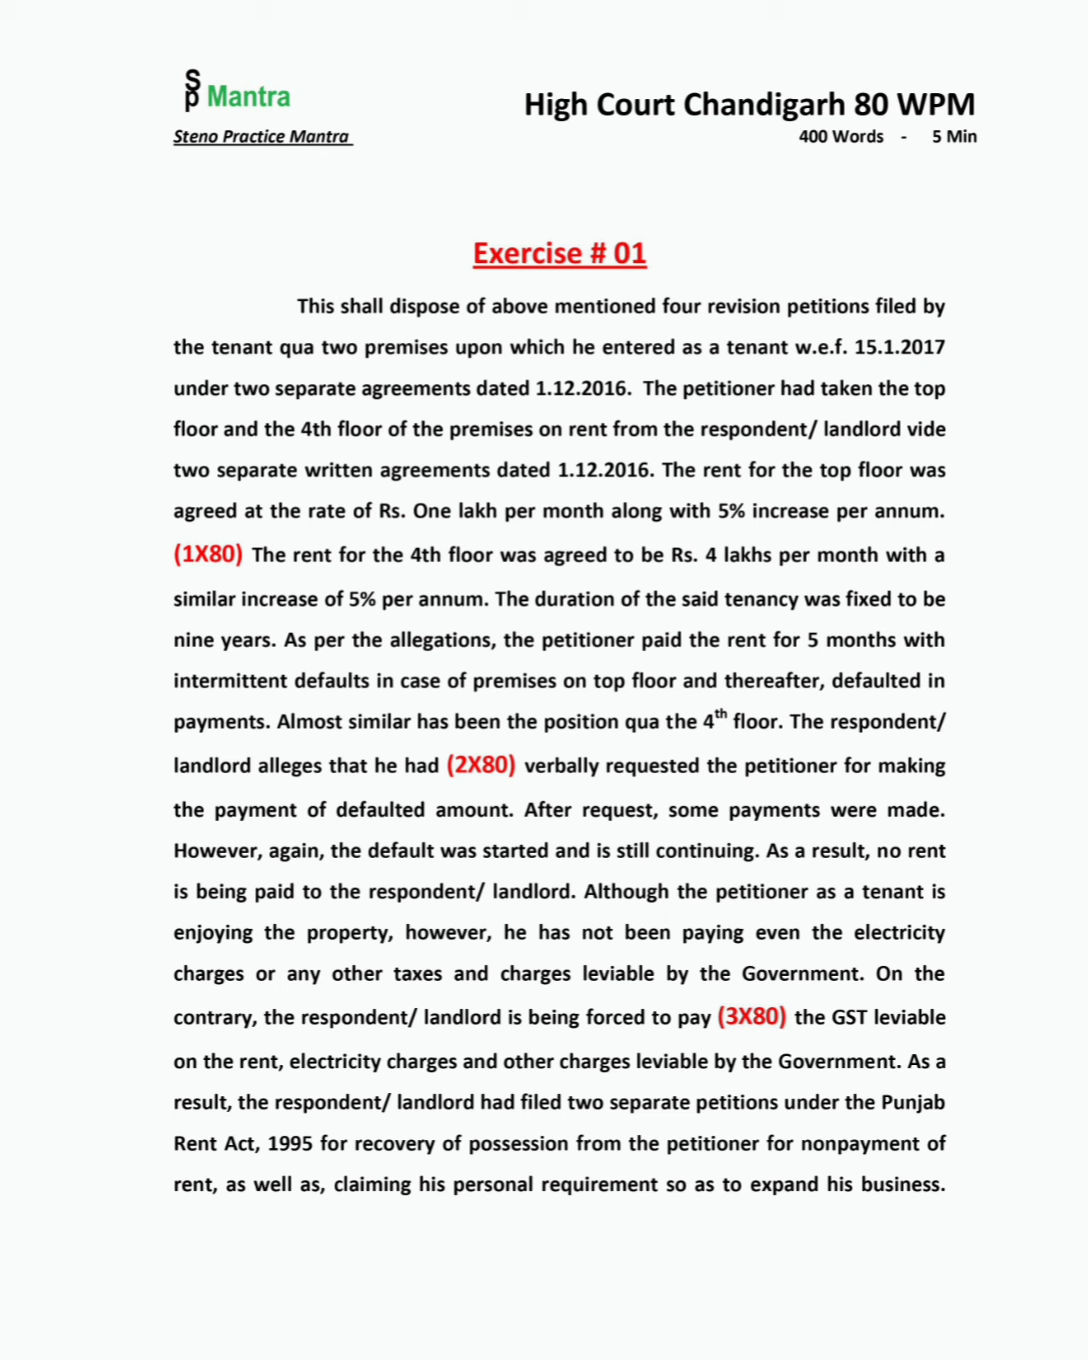 Sp Mantra
Steno Practice Mantra
High Court Chandigarh 80 WPM
400 Words - 5 Min
Exercise # 01
This shall dispose of above mentioned four revision petitions filed by
the tenant qua two premises upon which he entered as a tenant w.e.f. 15.1.2017
under two separate agreements dated 1.12.2016. The petitioner had taken the top
floor and the 4th floor of the premises on rent from the respondent/ landlord vide
two separate written agreements dated 1.12.2016. The rent for the top floor was
agreed at the rate of Rs. One lakh per month along with 5% increase per annum.
(1X80) The rent for the 4th floor was agreed to be Rs. 4 lakhs per month with a
similar increase of 5% per annum. The duration of the said tenancy was fixed to be
nine years. As per the allegations, the petitioner paid the rent for 5 months with
intermittent defaults in case of premises on top floor and thereafter, defaulted in
payments. Almost similar has been the position qua the 4th floor. The respondent/
landlord alleges that he had (2X80) verbally requested the petitioner for making
the payment of defaulted amount. After request, some payments were made.
However, again, the default was started and is still continuing. As a result, no rent
is being paid to the respondent/ landlord. Although the petitioner as a tenant is
enjoying the property, however, he has not been paying even the electricity
charges or any other taxes and charges leviable by the Government. On the
contrary, the respondent/ landlord is being forced to pay (3X80) the GST leviable
on the rent, electricity charges and other charges leviable by the Government. As a
result, the respondent/ landlord had filed two separate petitions under the Punjab
Rent Act, 1995 for recovery of possession from the petitioner for nonpayment of
rent, as well as, claiming his personal requirement so as to expand his business.